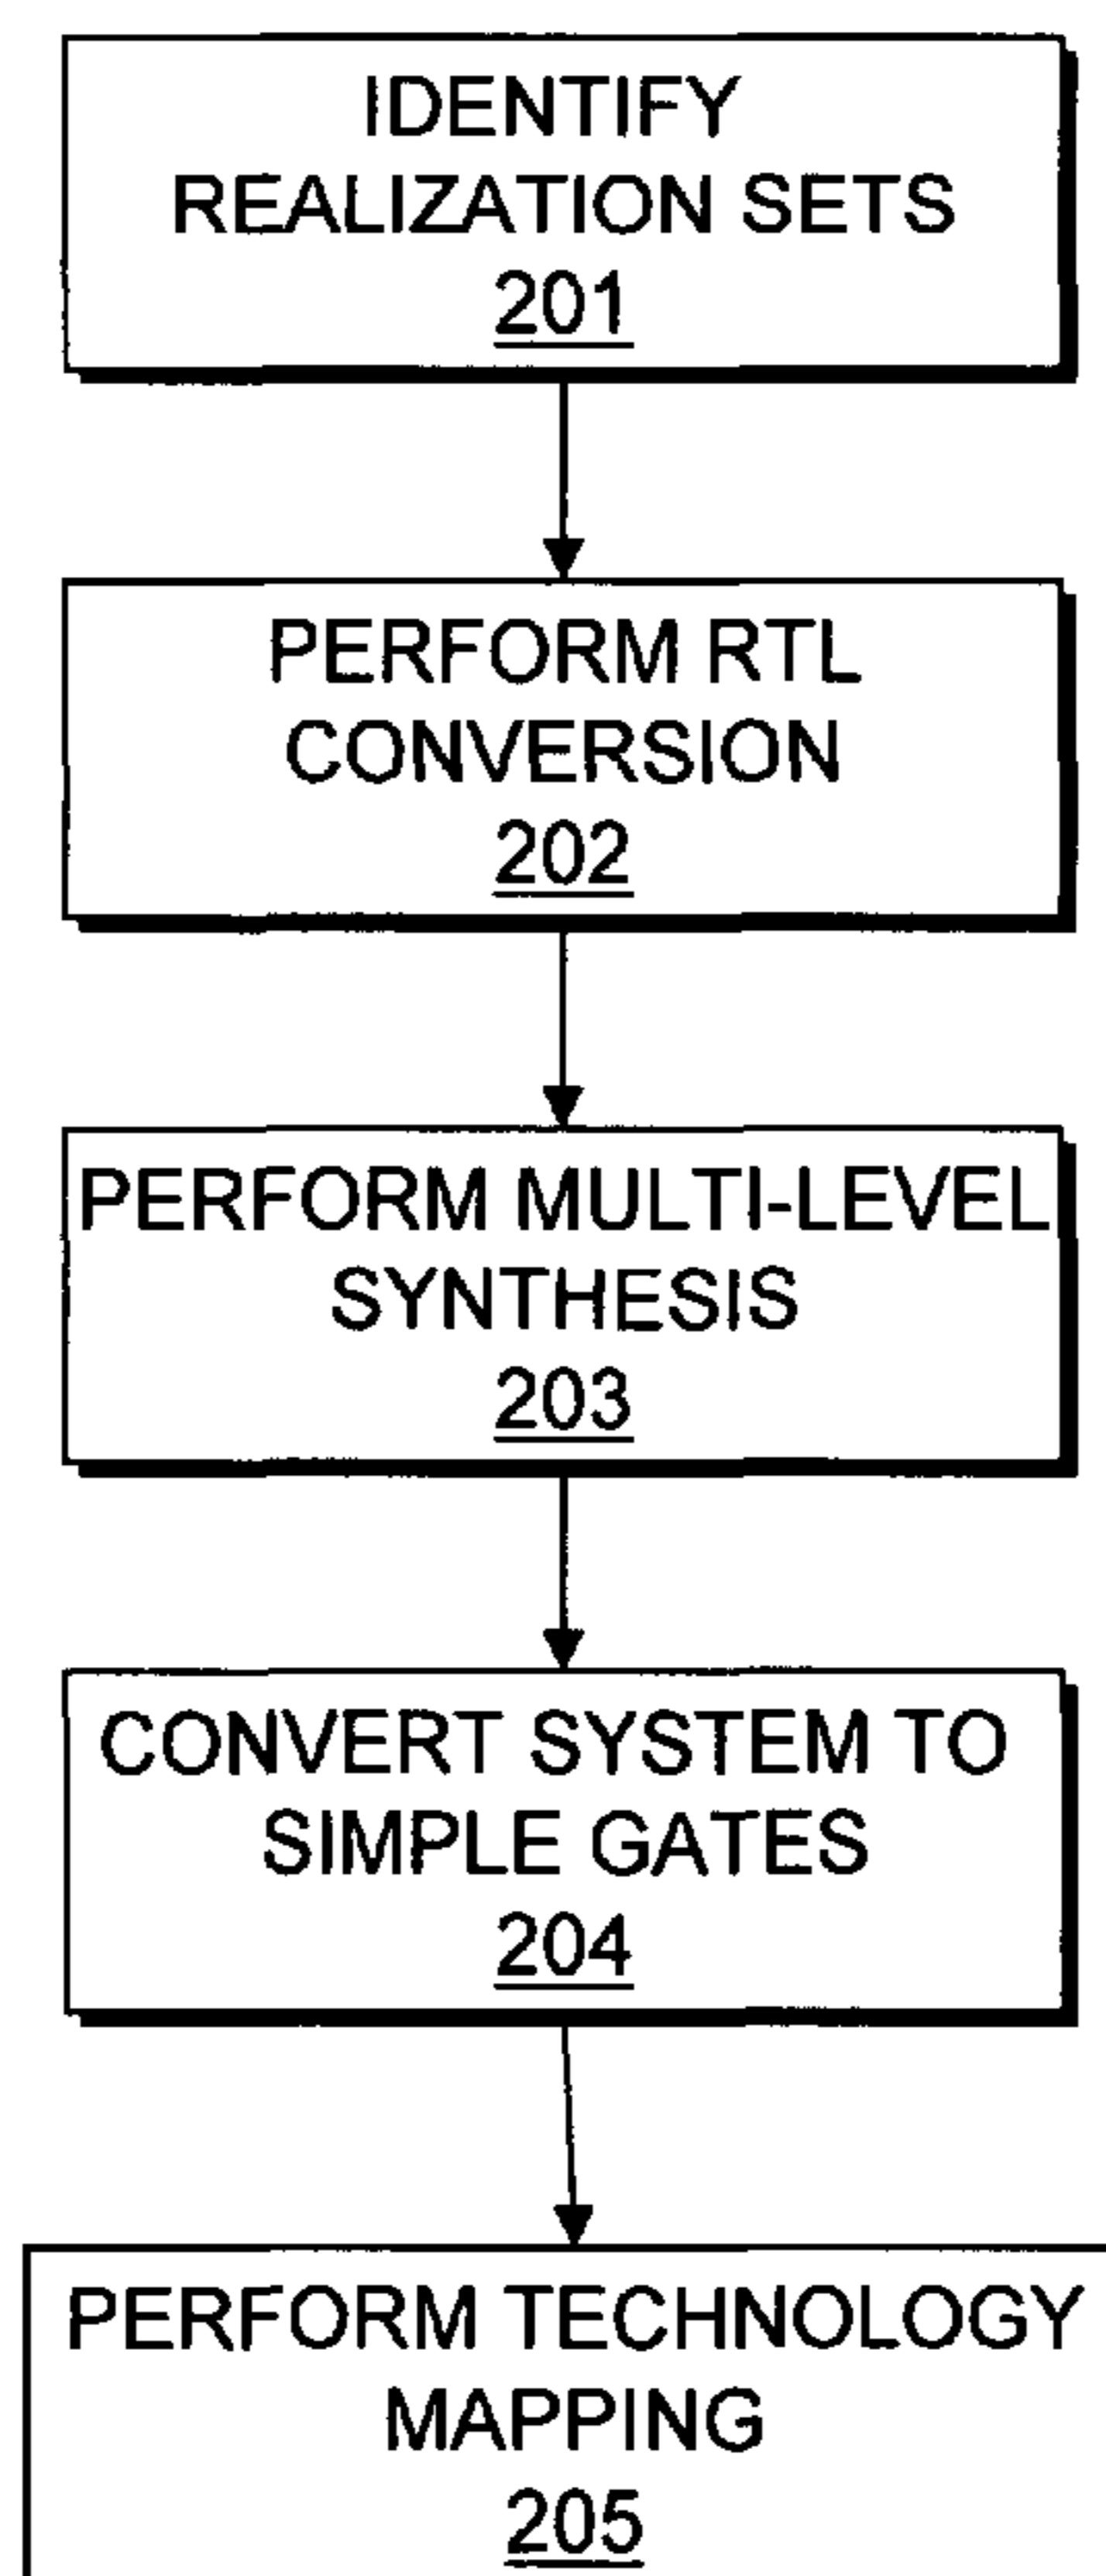 IDENTIFY
REALIZATION SETS
201
PERFORM RTL
CONVERSION
202
PERFORM MULTI-LEVEL
SYNTHESIS
203
CONVERT SYSTEM TO
SIMPLE GATES
204
PERFORM TECHNOLOGY
MAPPING
205